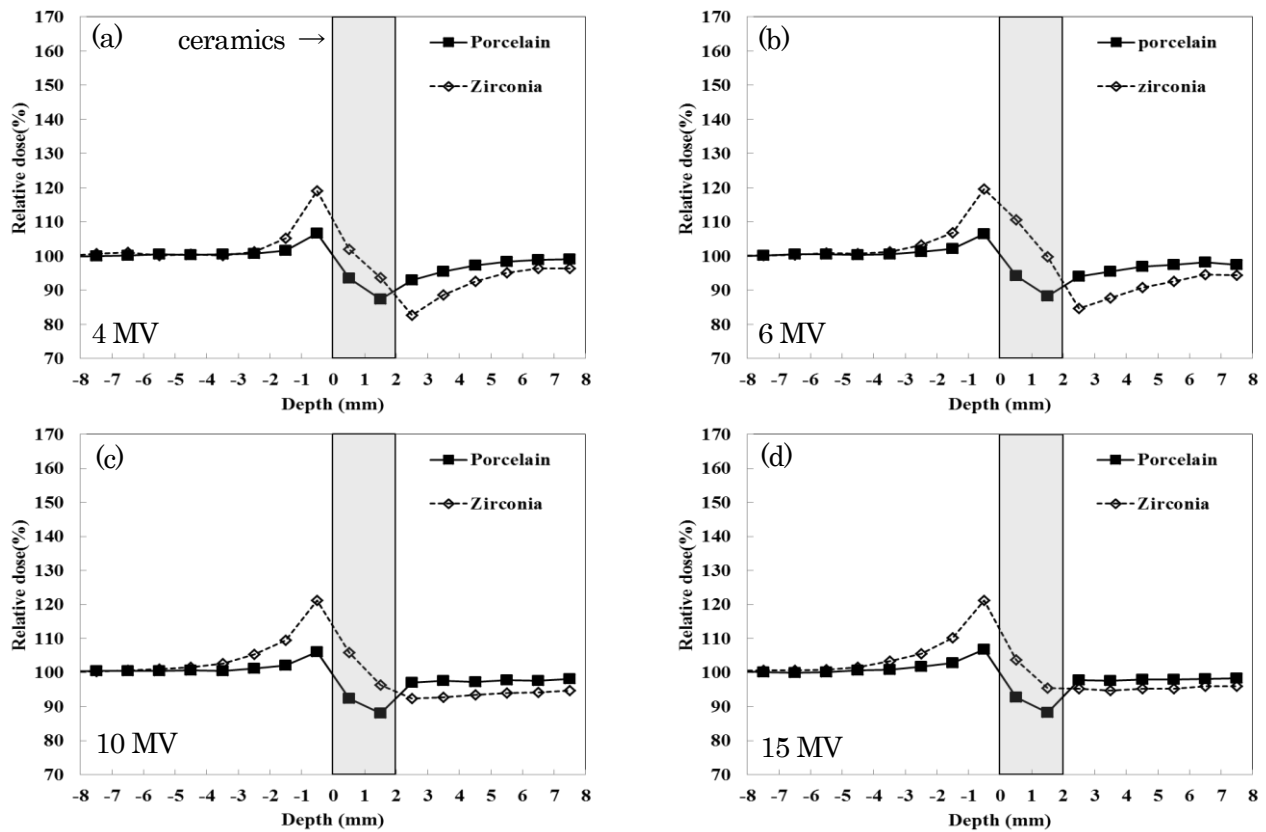 (a)
ceramics →
Porcelain
Zirconia
170
160
150
140
130
120
110
100
90
80
70
Relative dose(%)
4 MV
-8 -7 -6 -5 -4 -3 -2 -1 0 1 2 3 4 5 6 7 8
Depth (mm)
(b)
porcelain
zirconia
170
160
150
140
130
120
110
100
90
80
70
Relative dose(%)
6 MV
-8 -7 -6 -5 -4 -3 -2 -1 0 1 2 3 4 5 6 7 8
Depth (mm)
(c)
Porcelain
Zirconia
170
160
150
140
130
120
110
100
90
80
70
Relative dose(%)
10 MV
-8 -7 -6 -5 -4 -3 -2 -1 0 1 2 3 4 5 6 7 8
Depth (mm)
(d)
Porcelain
Zirconia
170
160
150
140
130
120
110
100
90
80
70
Relative dose(%)
15 MV
-8 -7 -6 -5 -4 -3 -2 -1 0 1 2 3 4 5 6 7 8
Depth (mm)